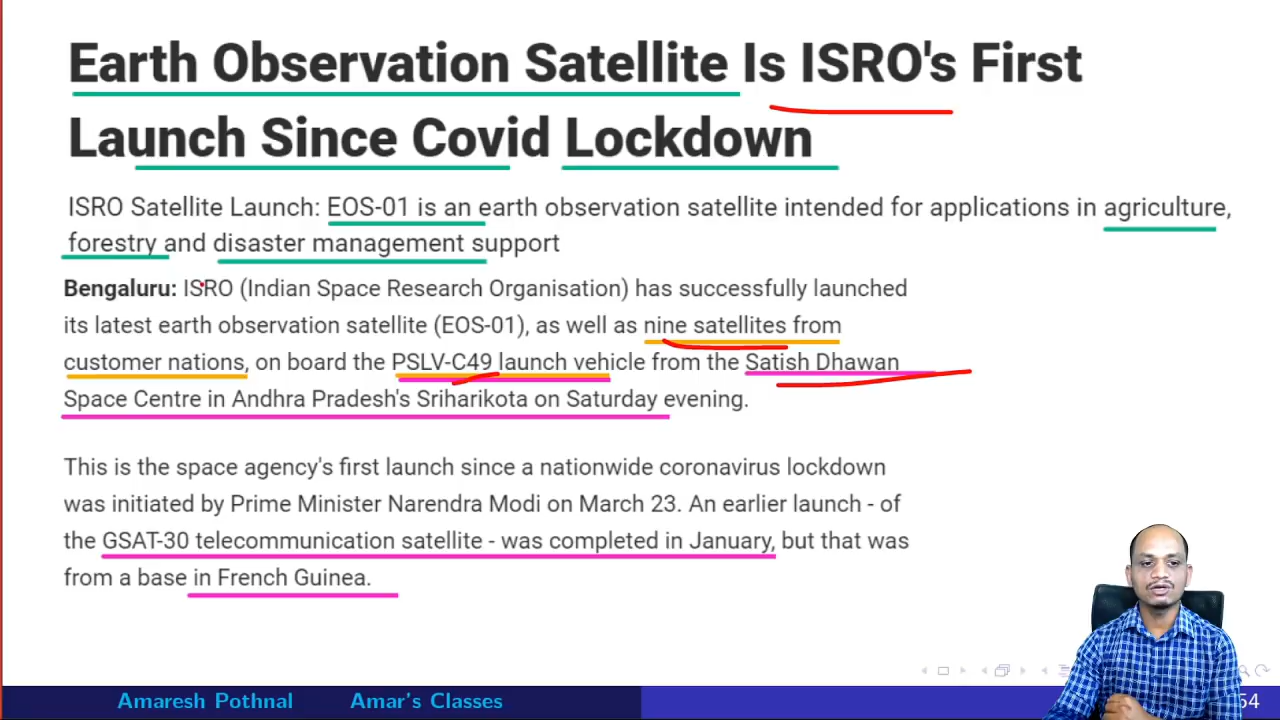 Earth Observation Satellite Is ISRO's First
Launch Since Covid Lockdown
ISRO Satellite Launch: EOS-01 is an earth observation satellite intended for applications in agriculture,
forestry and disaster management support
Bengaluru: ISRO (Indian Space Research Organisation) has successfully launched
its latest earth observation satellite (EOS-01), as well as nine satellites from
customer nations, on board the PSLV-C49 launch vehicle from the Satish Dhawan
Space Centre in Andhra Pradesh's Sriharikota on Saturday evening.
This is the space agency's first launch since a nationwide coronavirus lockdown
was initiated by Prime Minister Narendra Modi on March 23. An earlier launch - of
the GSAT-30 telecommunication satellite - was completed in January, but that was
from a base in French Guinea.
Amaresh Pothnal Amar's Classes 54